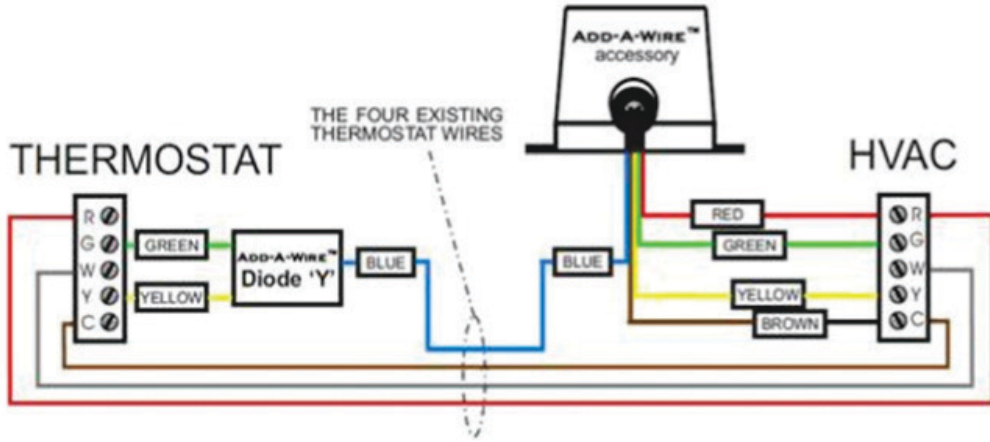 ADD-A-WIRE™
accessory
THE FOUR EXISTING
THERMOSTAT WIRES
THERMOSTAT
HVAC
R
G
W
Y
C
GREEN
YELLOW
ADD-A-WIRE™
Diode ‘Y’
BLUE
BLUE
RED
GREEN
YELLOW
BROWN
R
G
W
Y
C